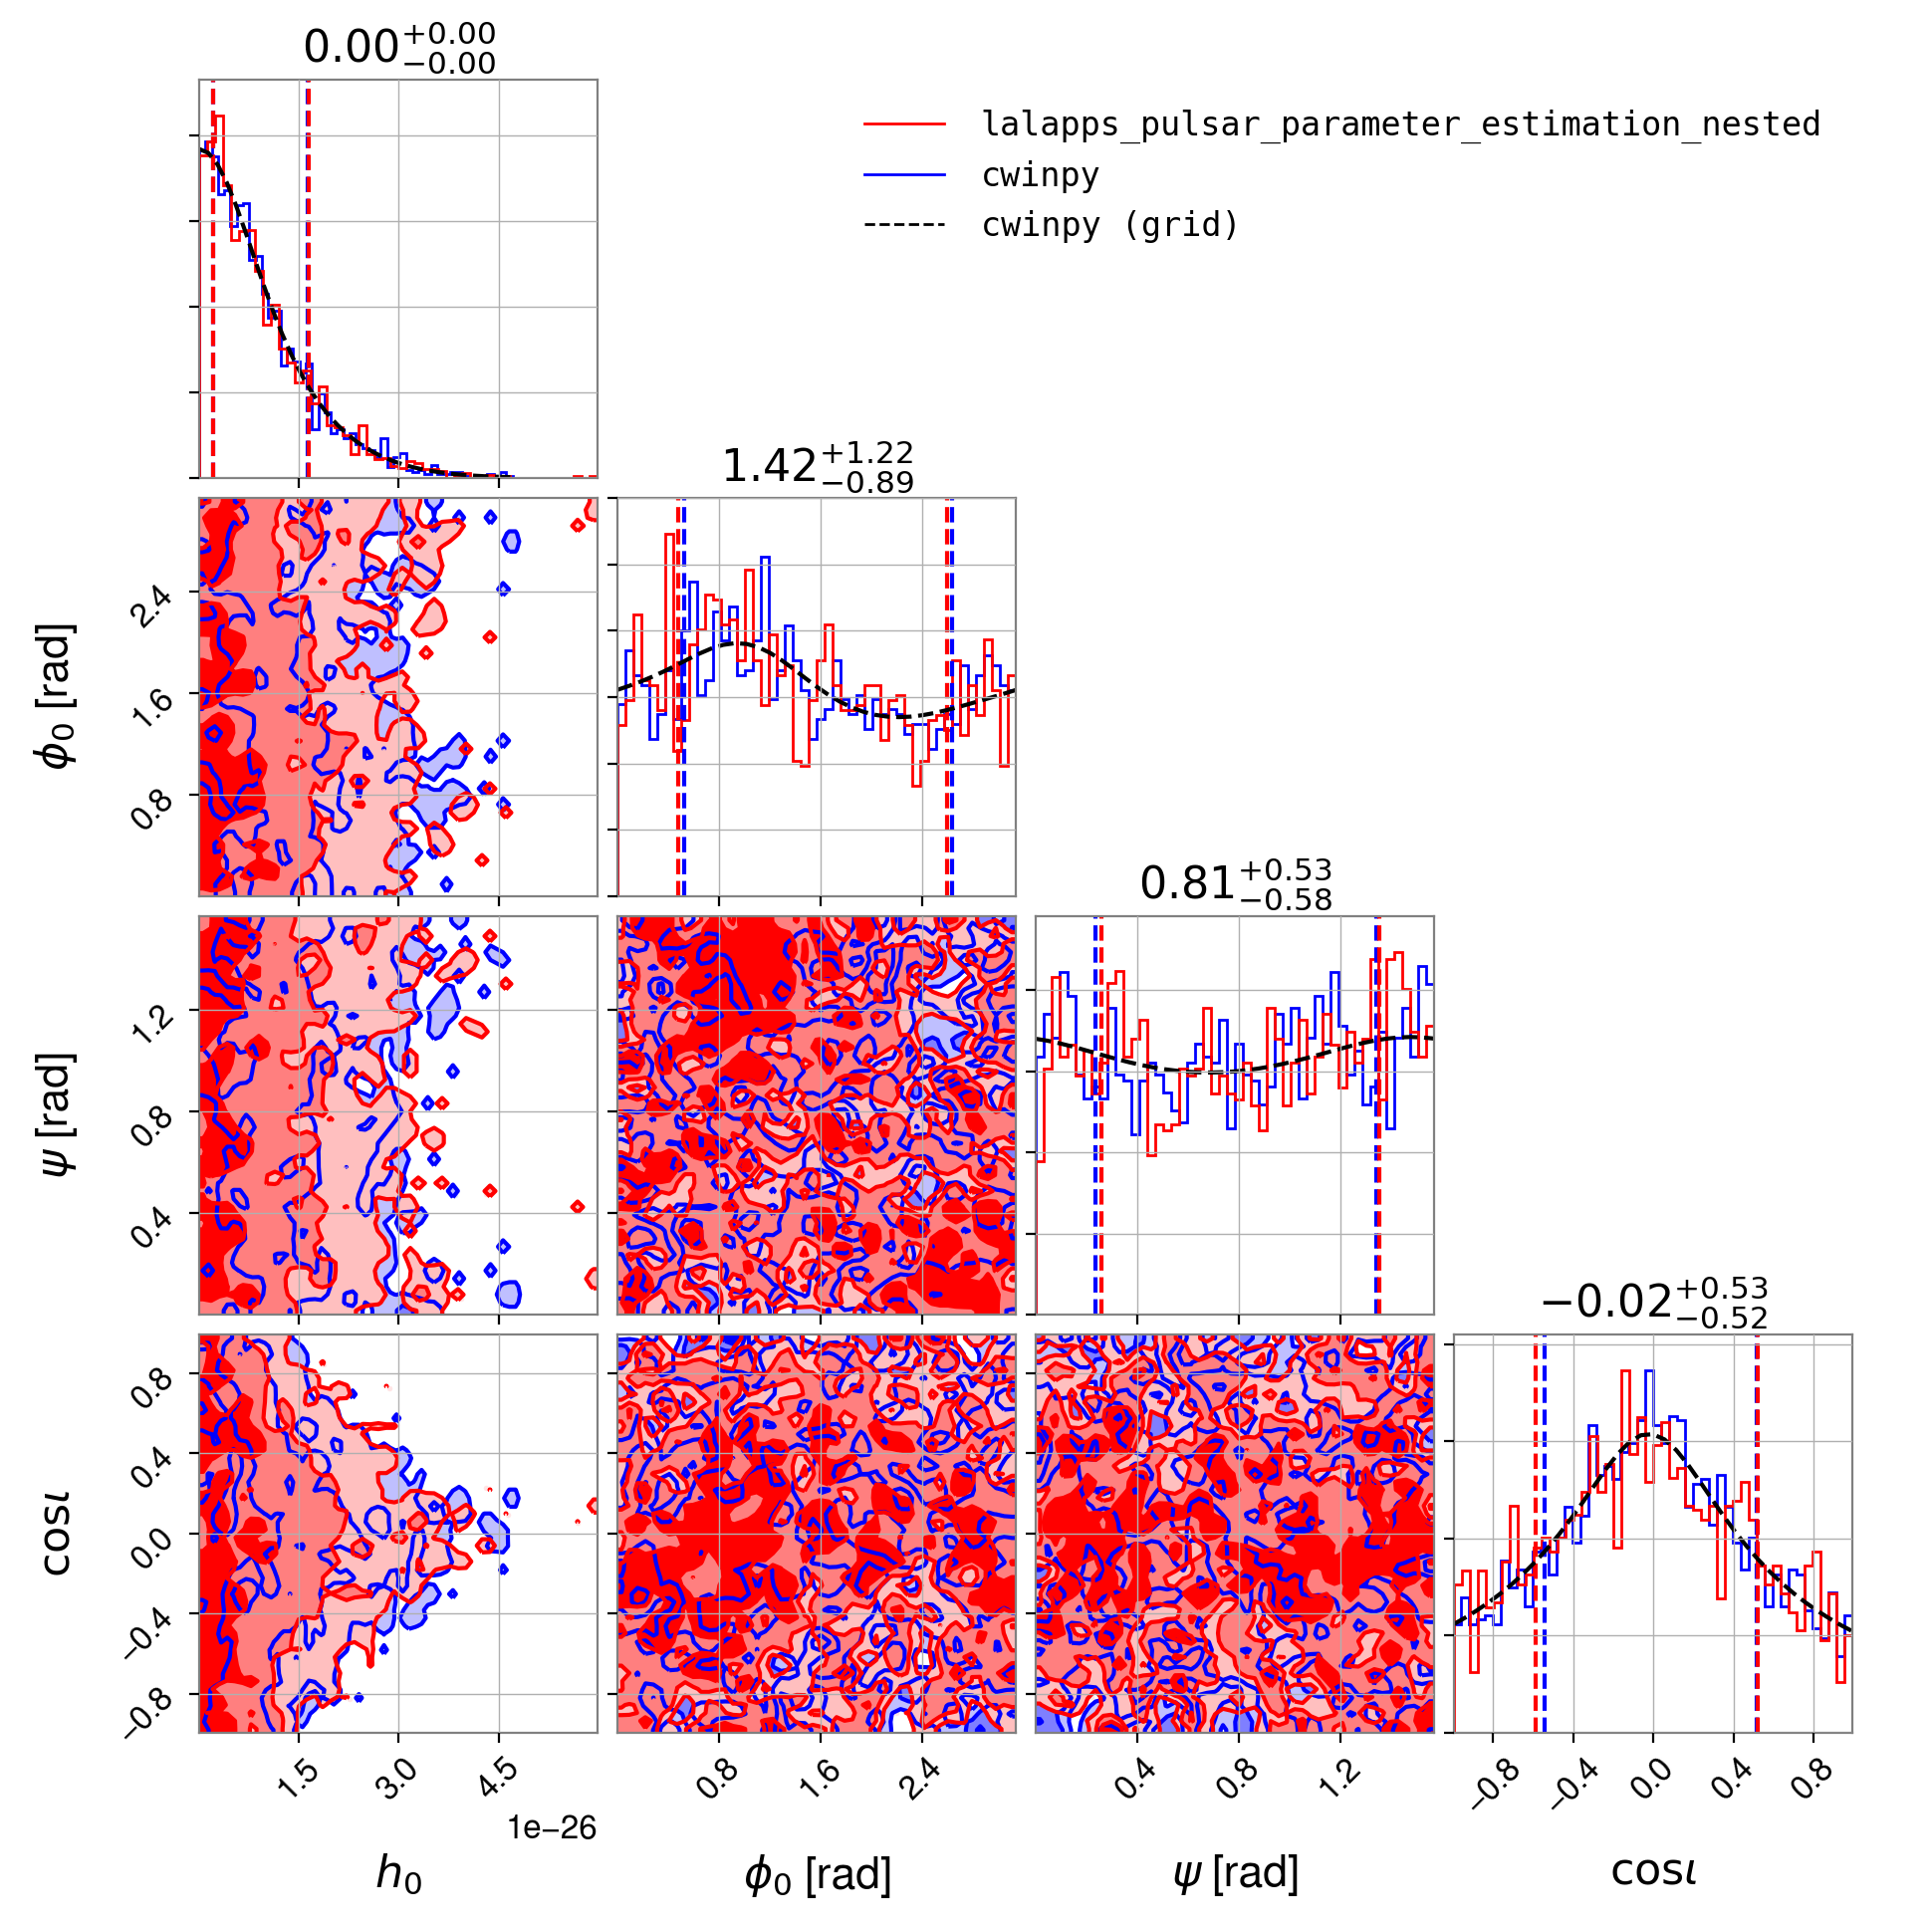 0.00+0.00−0.00
lalapps_pulsar_parameter_estimation_nested
cwinpy
cwinpy (grid)
1.42+1.22−0.89
ϕ0 [rad]
2.4
1.6
0.8
0.81+0.53−0.58
ψ [rad]
1.2
0.8
0.4
−0.02+0.53−0.52
cosι
0.8
0.4
0.0
−0.4
−0.8
1.5 3.0 4.5
0.8 1.6 2.4
0.4 0.8 1.2
−0.8 −0.4 0.0 0.4 0.8
1e−26
h0
ϕ0 [rad]
ψ [rad]
cosι